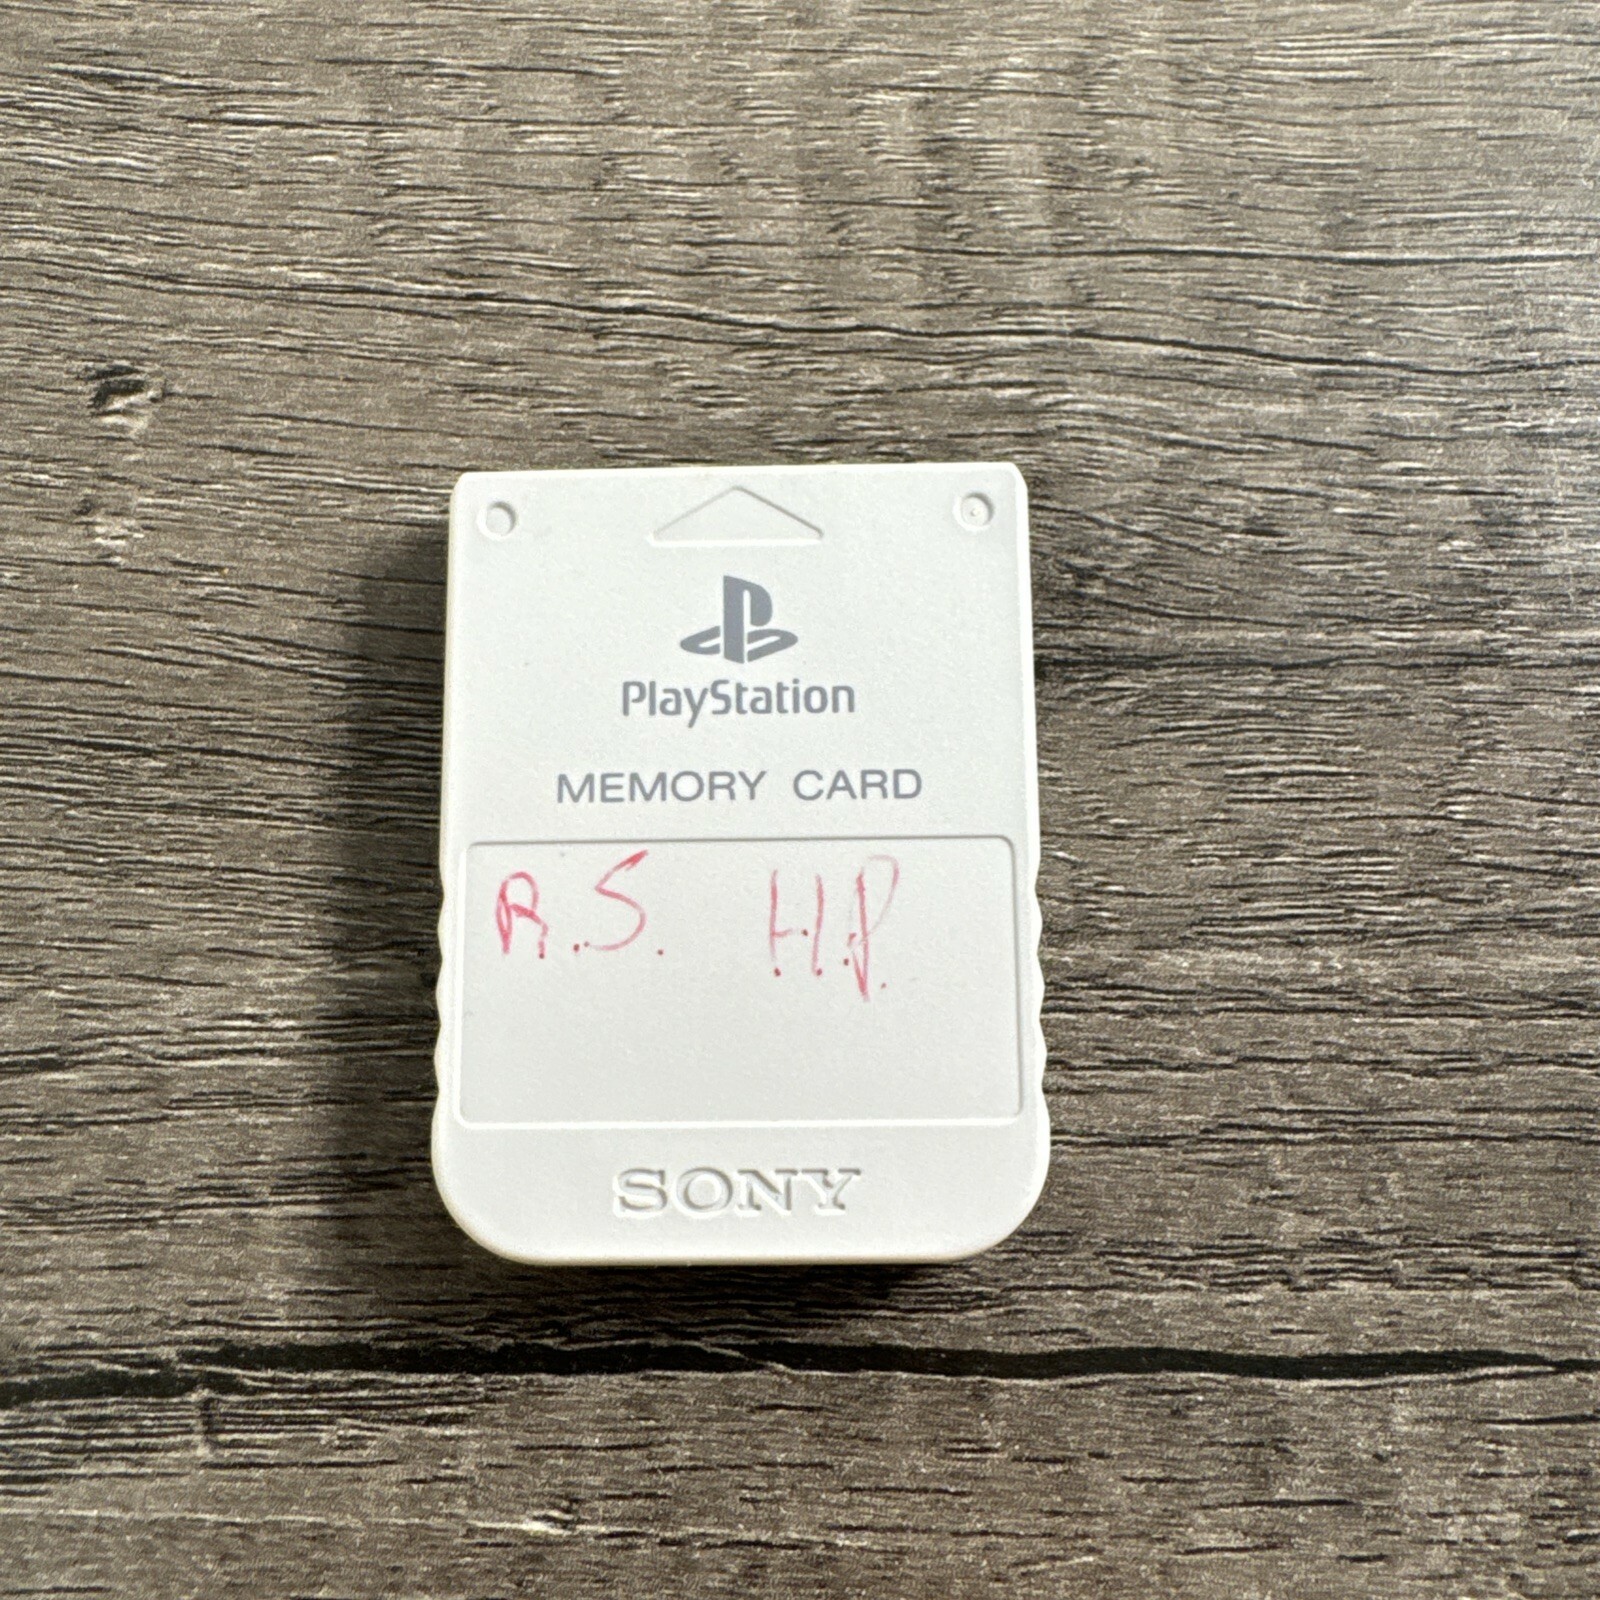 PlayStation
MEMORY CARD
R.S. H.P.
SONY